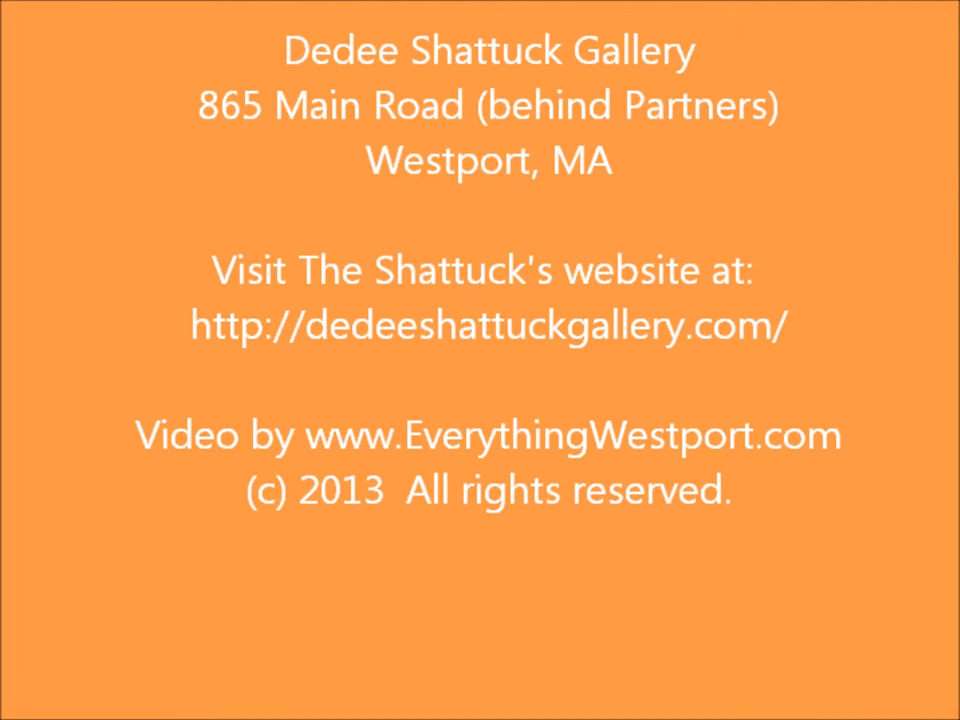 Dedee Shattuck Gallery
865 Main Road (behind Partners)
Westport, MA
Visit The Shattuck's website at:
http://dedeeshattuckgallery.com/
Video by www.EverythingWestport.com
(c) 2013  All rights reserved.